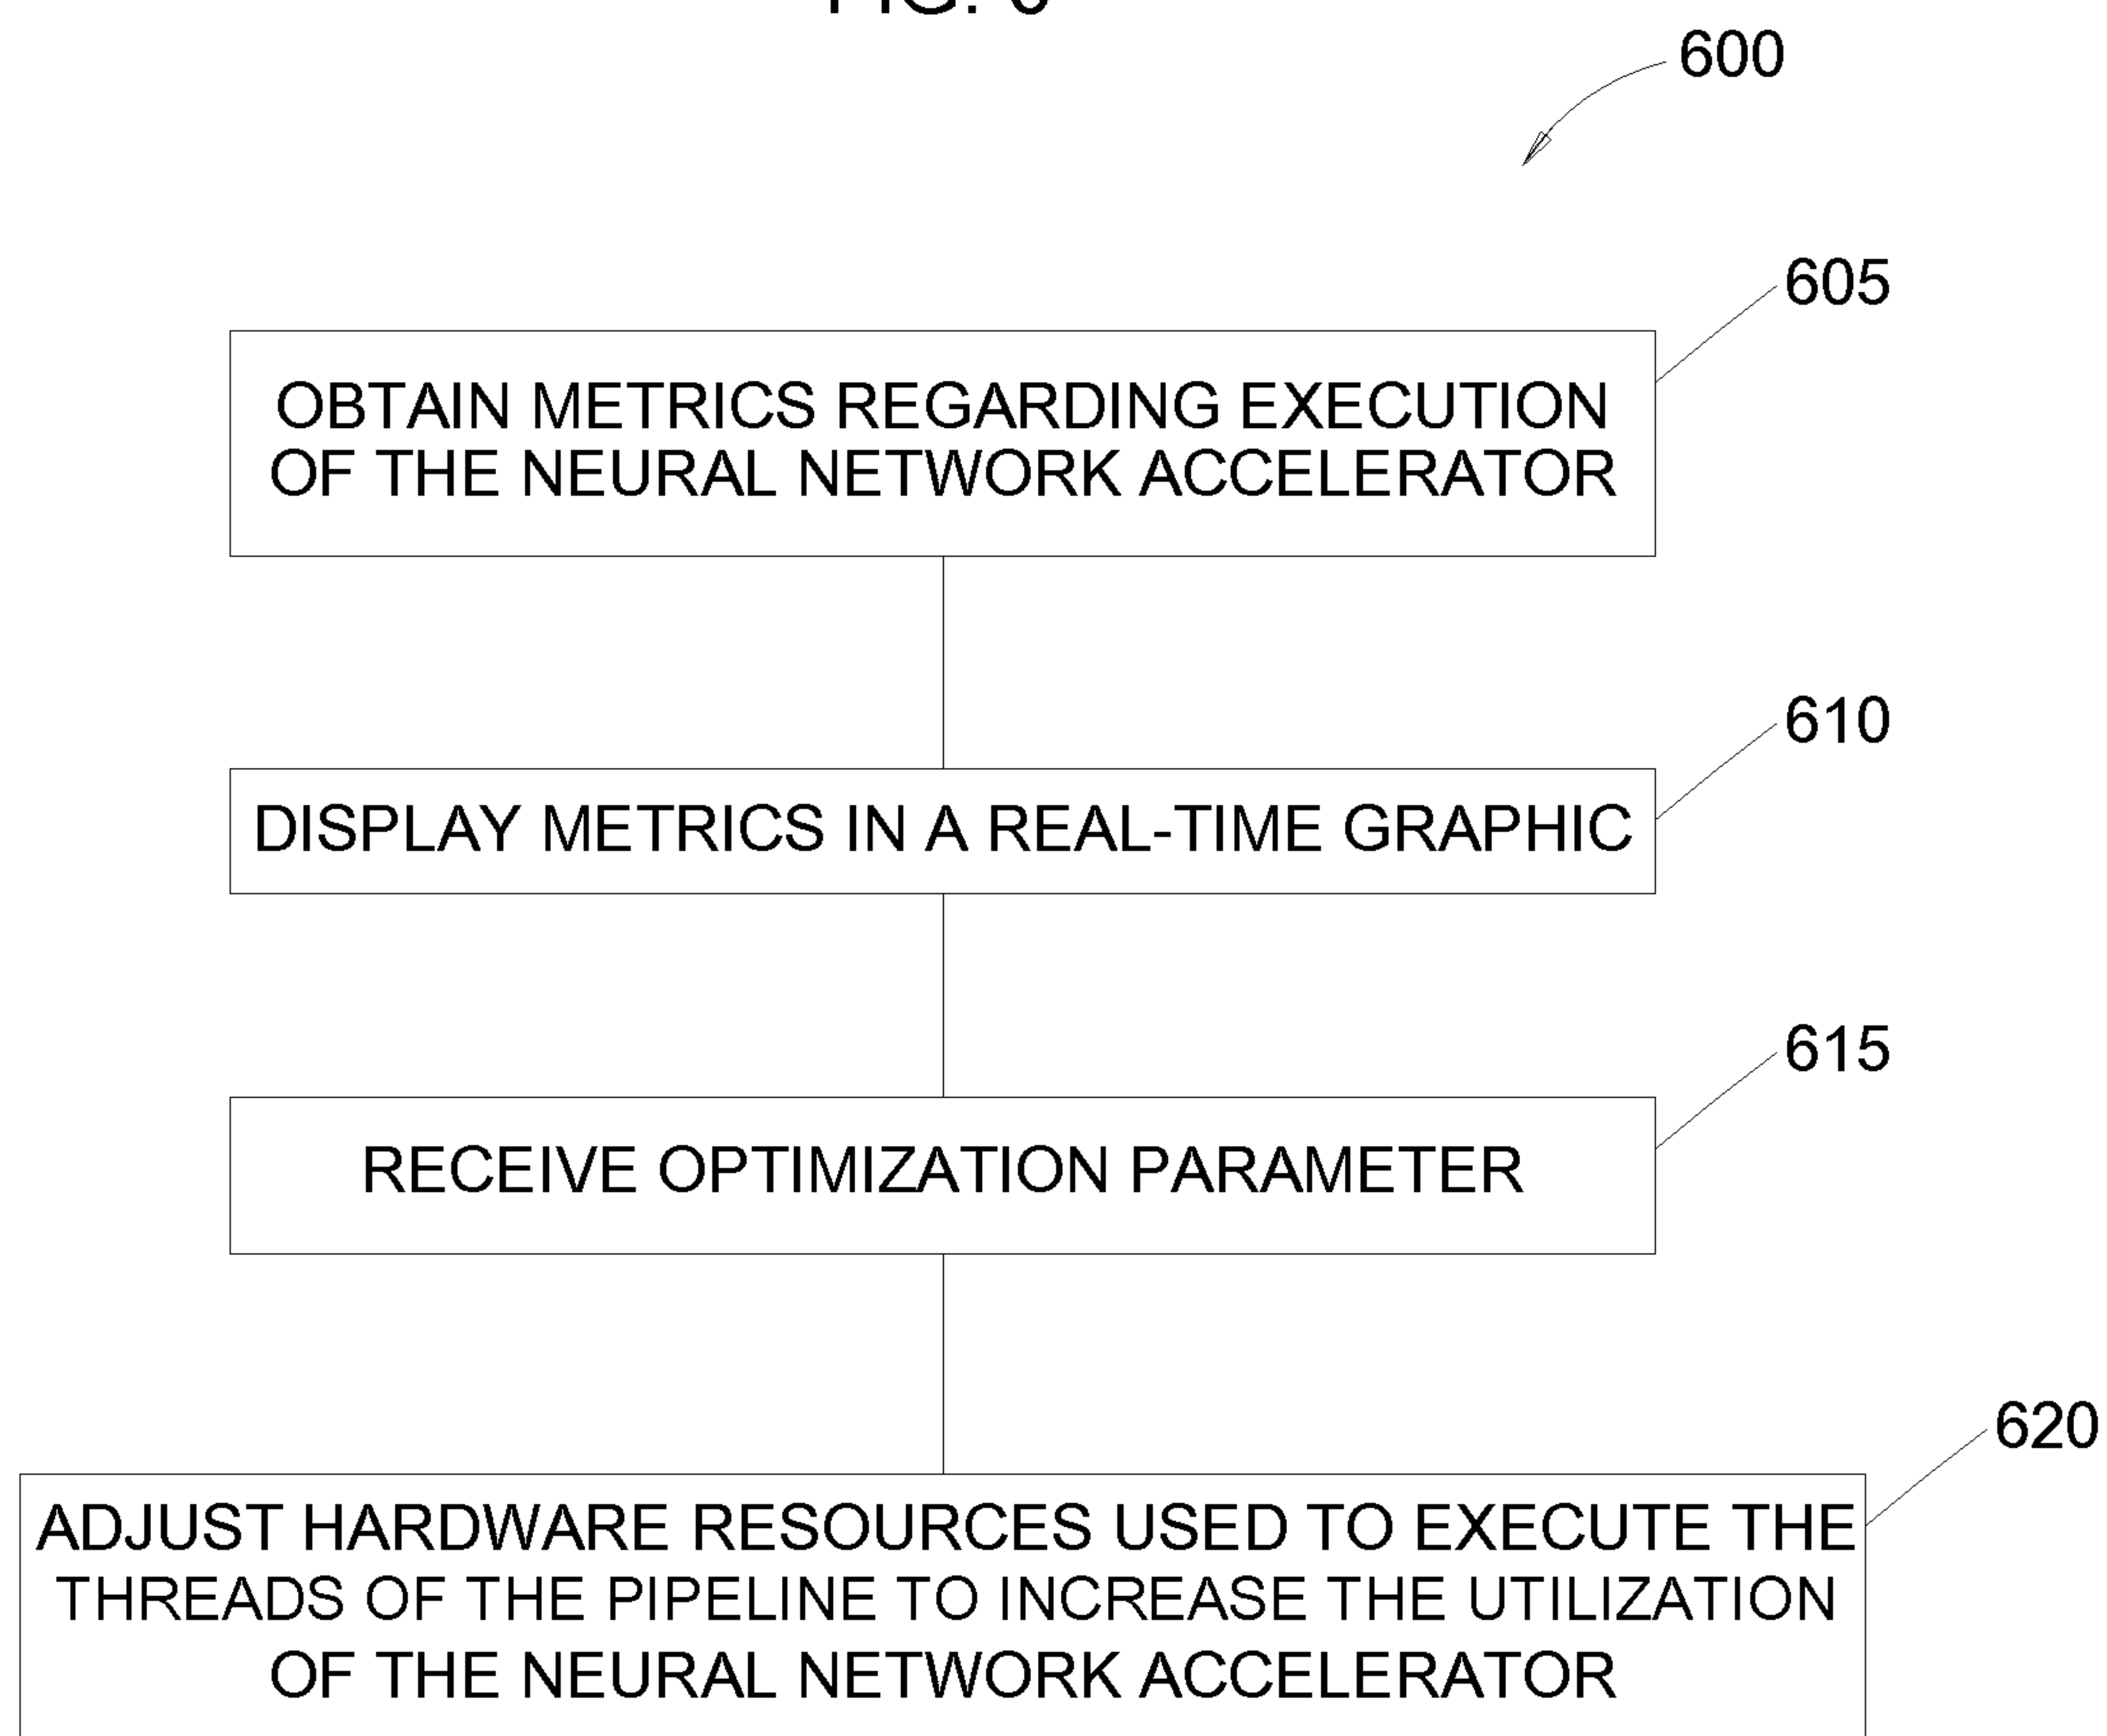 600
605
OBTAIN METRICS REGARDING EXECUTION
OF THE NEURAL NETWORK ACCELERATOR
610
DISPLAY METRICS IN A REAL-TIME GRAPHIC
615
RECEIVE OPTIMIZATION PARAMETER
620
ADJUST HARDWARE RESOURCES USED TO EXECUTE THE
THREADS OF THE PIPELINE TO INCREASE THE UTILIZATION
OF THE NEURAL NETWORK ACCELERATOR